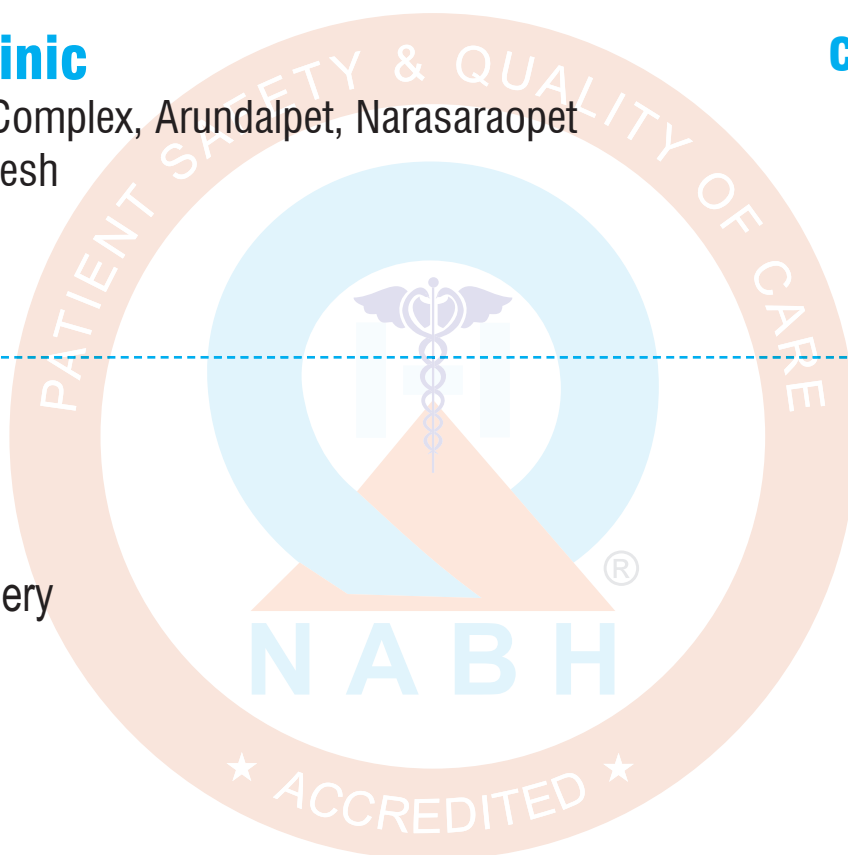 inic
c
Complex, Arundalpet, Narasaraopet
esh
PATIENT SAFETY & QUALITY OF CARE
®
ery
NABH
★ ACCREDITED ★